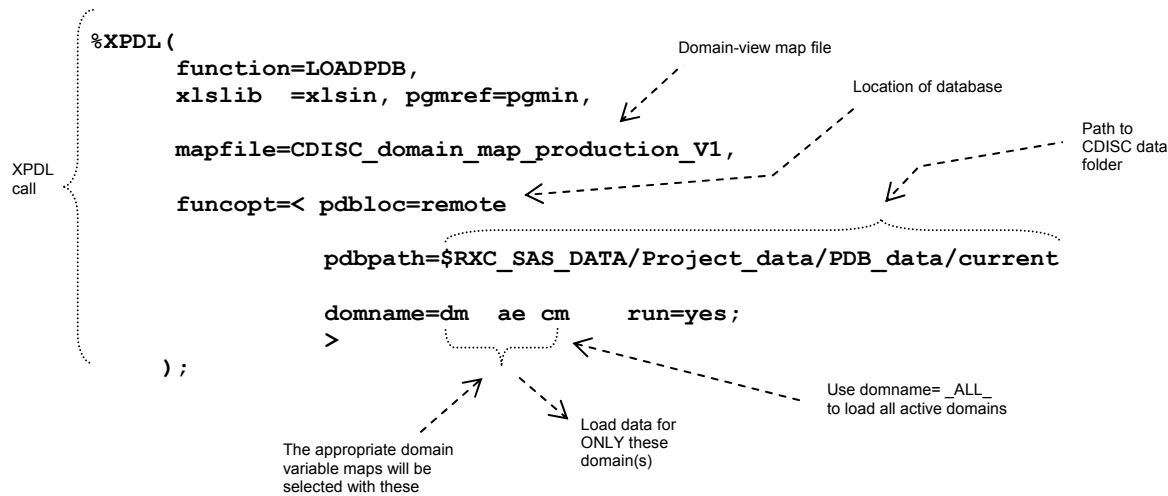 %XPDL(
function=LOADPDB,
xlslib =xlsin, pgmref=pgmin,
mapfile=CDISC_domain_map_production_V1,
funcopt=< pdbloc=remote
pdbpath=$RXC_SAS_DATA/Project_data/PDB_data/current
domname=dm ae cm run=yes;
>
);
XPDL
call
Domain-view map file
Location of database
Path to
CDISC data
folder
Use domname= _ALL_
to load all active domains
Load data for
ONLY these
domain(s)
The appropriate domain
variable maps will be
selected with these